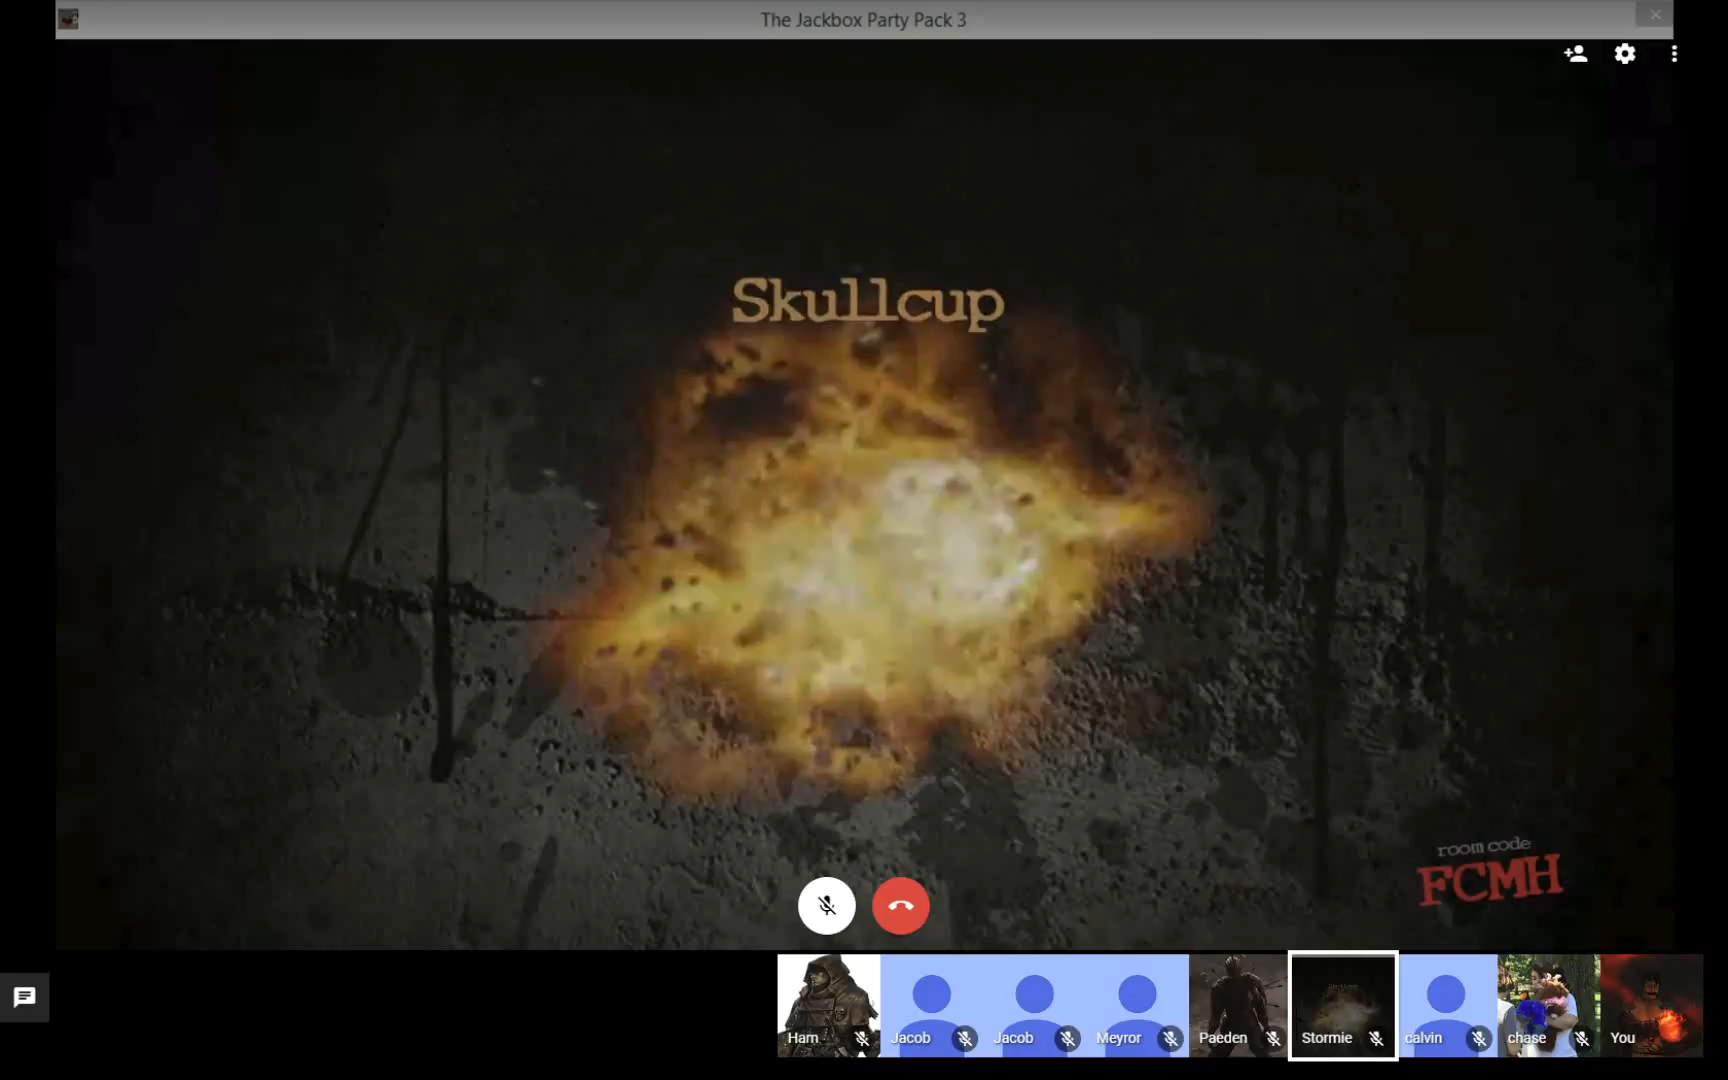 The Jackbox Party Pack 3
Skullcup
room code
FCMH
Ham
Jacob
Jacob
Meyror
Paeden
Stormie
calvin
chase
You